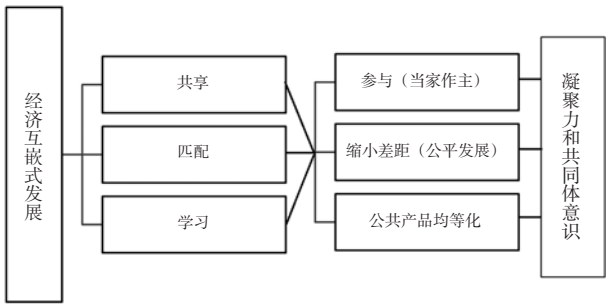 经济互嵌式发展
共享
匹配
学习
参与（当家作主）
缩小差距（公平发展）
公共产品均等化
凝聚力和共同体意识